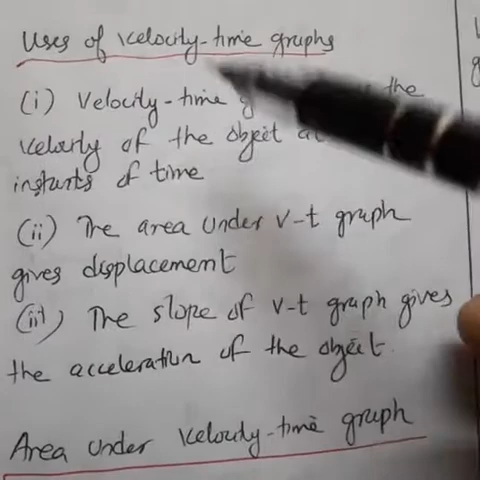 Uses of velocity-time graphs
(i) Velocity-time g the
velocity of the object at
instants of time
(ii) The area under v-t graph
gives displacement
(iii) The slope of v-t graph gives
the acceleration of the object.
Area under velocity-time graph